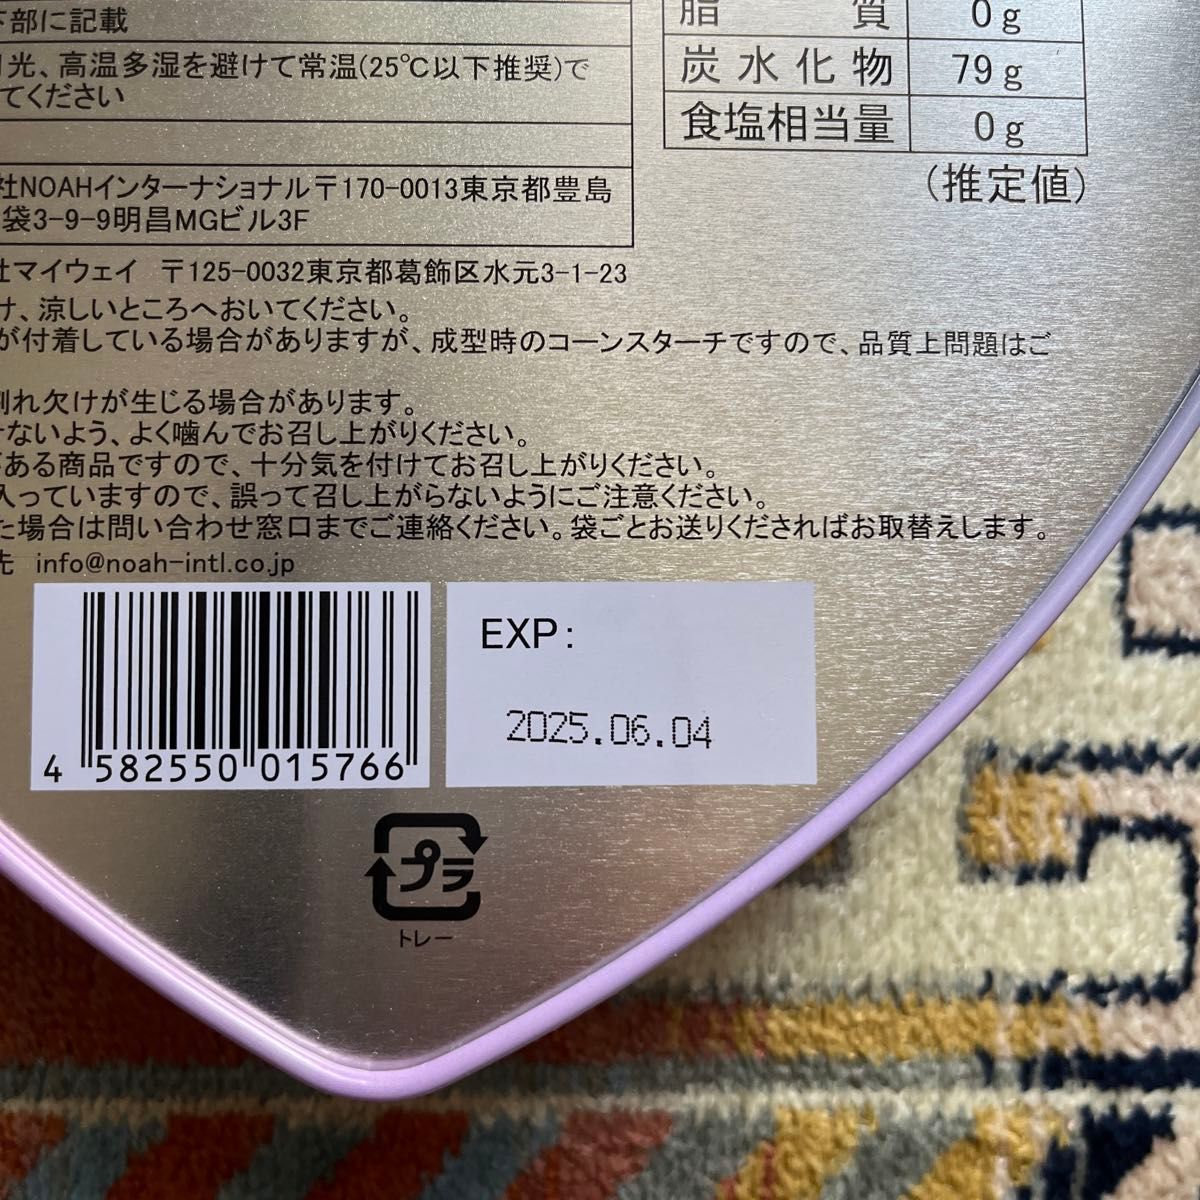 下部に記載
光、高温多湿を避けて常温(25℃以下推奨)で
てください
社NOAHインターナショナル〒170-0013東京都豊島
袋3-9-9明昌MGビル3F
脂質 0g
炭水化物 79g
食塩相当量 0g
(推定値)
社マイウェイ 〒125-0032東京都葛飾区水元3-1-23
け、涼しいところへおいてください。
が付着している場合がありますが、成型時のコーンスターチですので、品質上問題はご
割れ欠けが生じる場合があります。
ないよう、よく噛んでお召し上がりください。
がある商品ですので、十分気を付けてお召し上がりください。
入っていますので、誤って召し上がらないようにご注意ください。
た場合は問い合わせ窓口までご連絡ください。袋ごとお送りくださればお取替えします。
先 info@noah-intl.co.jp
4 582550 015766
EXP:
2025.06.04
プラ
トレー